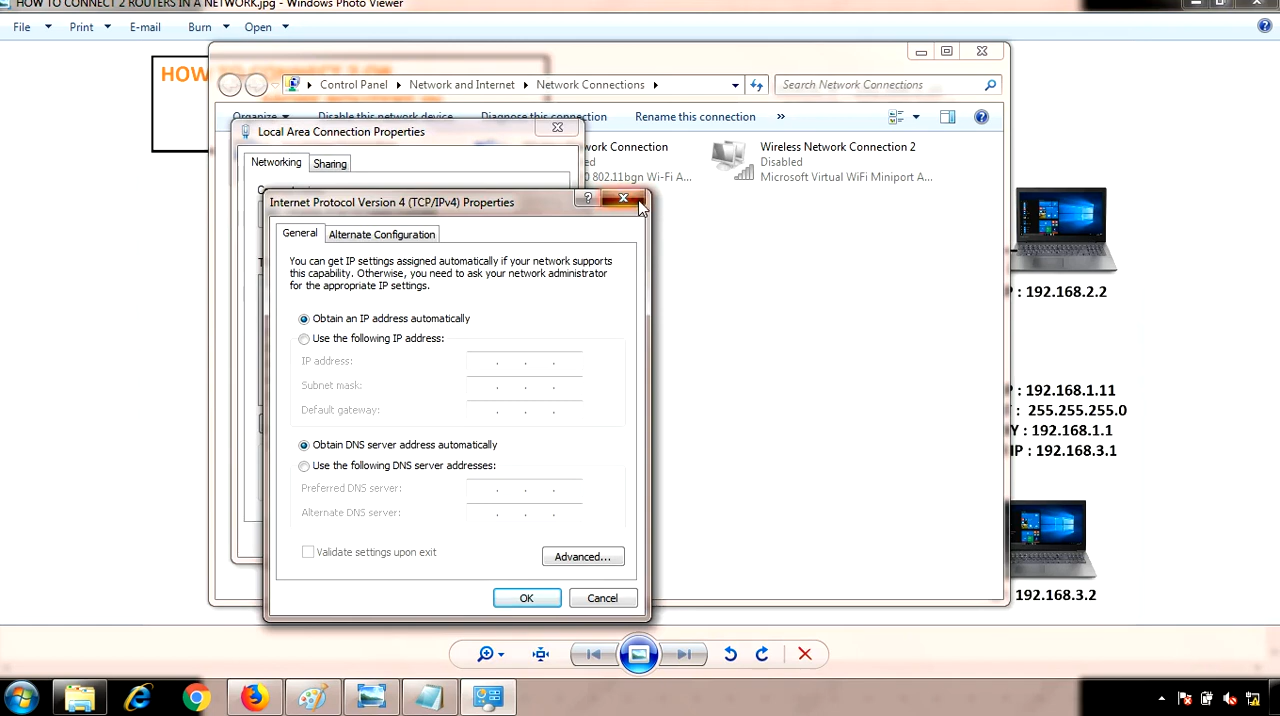 HOW TO CONNECT 2 ROUTERS IN A NETWORK.jpg - Windows Photo Viewer
File Print E-mail Burn Open
HOW
Control Panel Network and Internet Network Connections Search Network Connections
Organize Disable this network device Diagnose this connection Rename this connection »
Local Area Connection Properties
Networking Sharing
Connection
802.11bgn Wi-Fi A...
Wireless Network Connection 2
Disabled
Microsoft Virtual WiFi Miniport A...
Internet Protocol Version 4 (TCP/IPv4) Properties
General Alternate Configuration
You can get IP settings assigned automatically if your network supports
this capability. Otherwise, you need to ask your network administrator
for the appropriate IP settings.
Obtain an IP address automatically
Use the following IP address:
IP address:
Subnet mask:
Default gateway:
Obtain DNS server address automatically
Use the following DNS server addresses:
Preferred DNS server:
Alternate DNS server:
Validate settings upon exit
Advanced...
OK Cancel
: 192.168.2.2
: 192.168.1.11
: 255.255.255.0
Y : 192.168.1.1
IP : 192.168.3.1
192.168.3.2